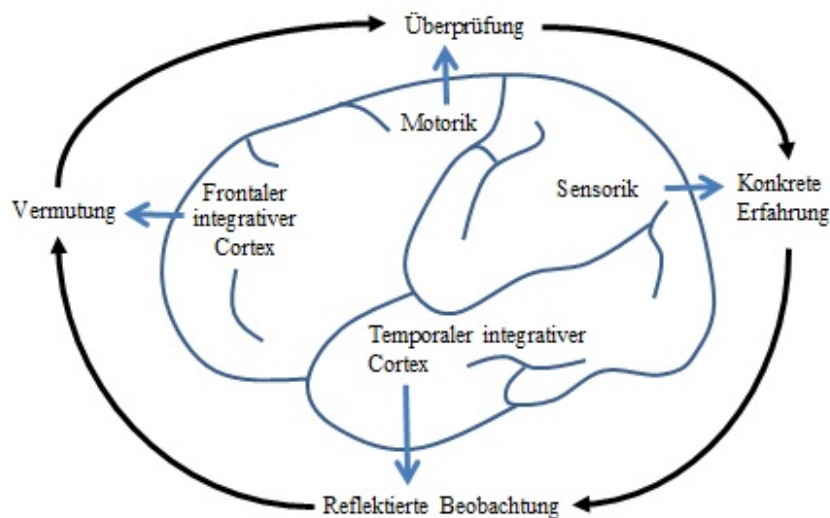 Überprüfung
Motorik
Sensorik
Konkrete
Erfahrung
Vermutung
Frontaler
integrativer
Cortex
Temporaler integrativer
Cortex
Reflektierte Beobachtung